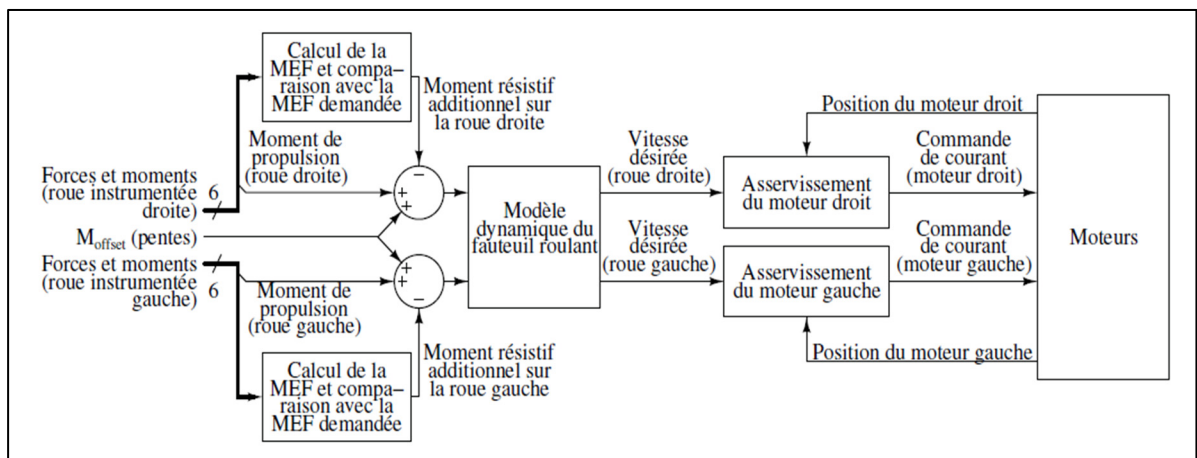 Calcul de la
MEF et compa–
raison avec la
MEF demandée
Moment résistif
additionnel sur
la roue droite
Moment de
propulsion
(roue droite)
Forces et moments
(roue instrumentée
droite)
6
+
+
−
M_offset (pentes)
Forces et moments
(roue instrumentée
gauche)
6
+
+
−
Moment de
propulsion
(roue gauche)
Calcul de la
MEF et compa–
raison avec la
MEF demandée
Moment résistif
additionnel sur
la roue gauche
Modèle
dynamique du
fauteuil roulant
Vitesse
désirée
(roue droite)
Vitesse
désirée
(roue gauche)
Position du moteur droit
Asservissement
du moteur droit
Commande
de courant
(moteur droit)
Asservissement
du moteur gauche
Commande
de courant
(moteur gauche)
Position du moteur gauche
Moteurs